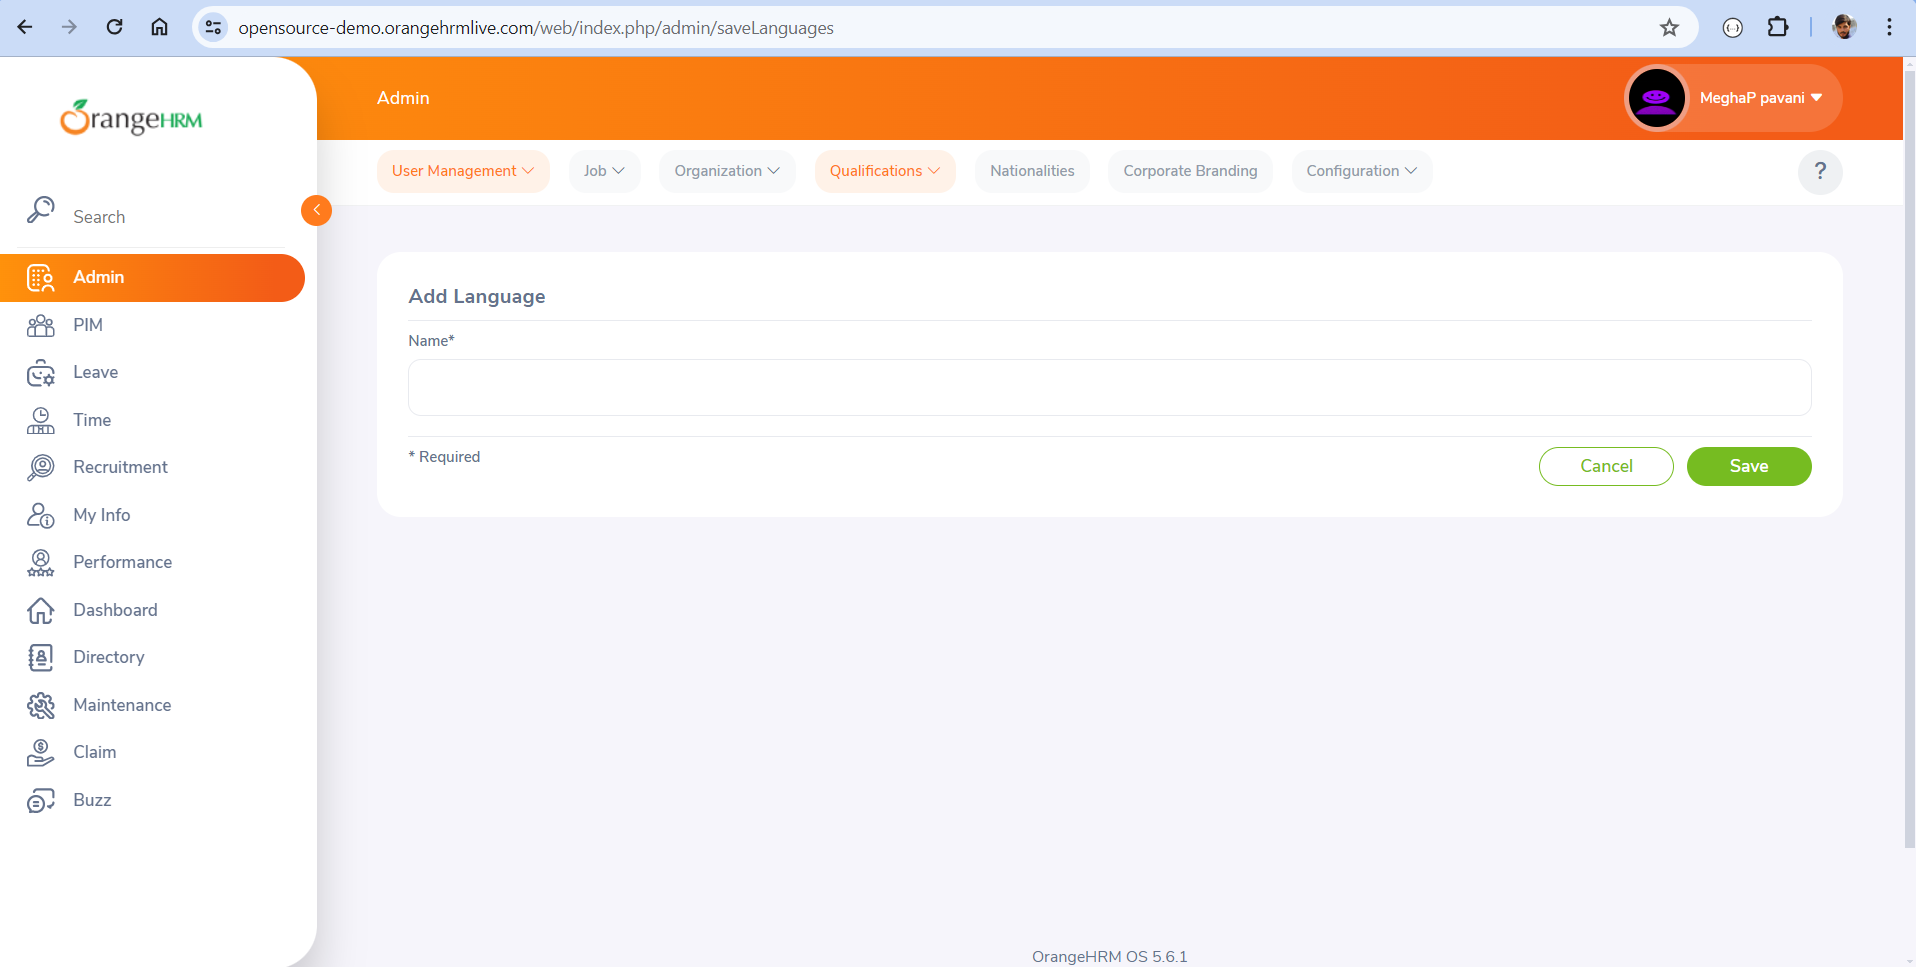 opensource-demo.orangehrmlive.com/web/index.php/admin/saveLanguages
OrangeHRM
Admin
MeghaP pavani
User Management
Job
Organization
Qualifications
Nationalities
Corporate Branding
Configuration
?
Search
Admin
PIM
Leave
Time
Recruitment
My Info
Performance
Dashboard
Directory
Maintenance
Claim
Buzz
Add Language
Name*
* Required
Cancel
Save
OrangeHRM OS 5.6.1